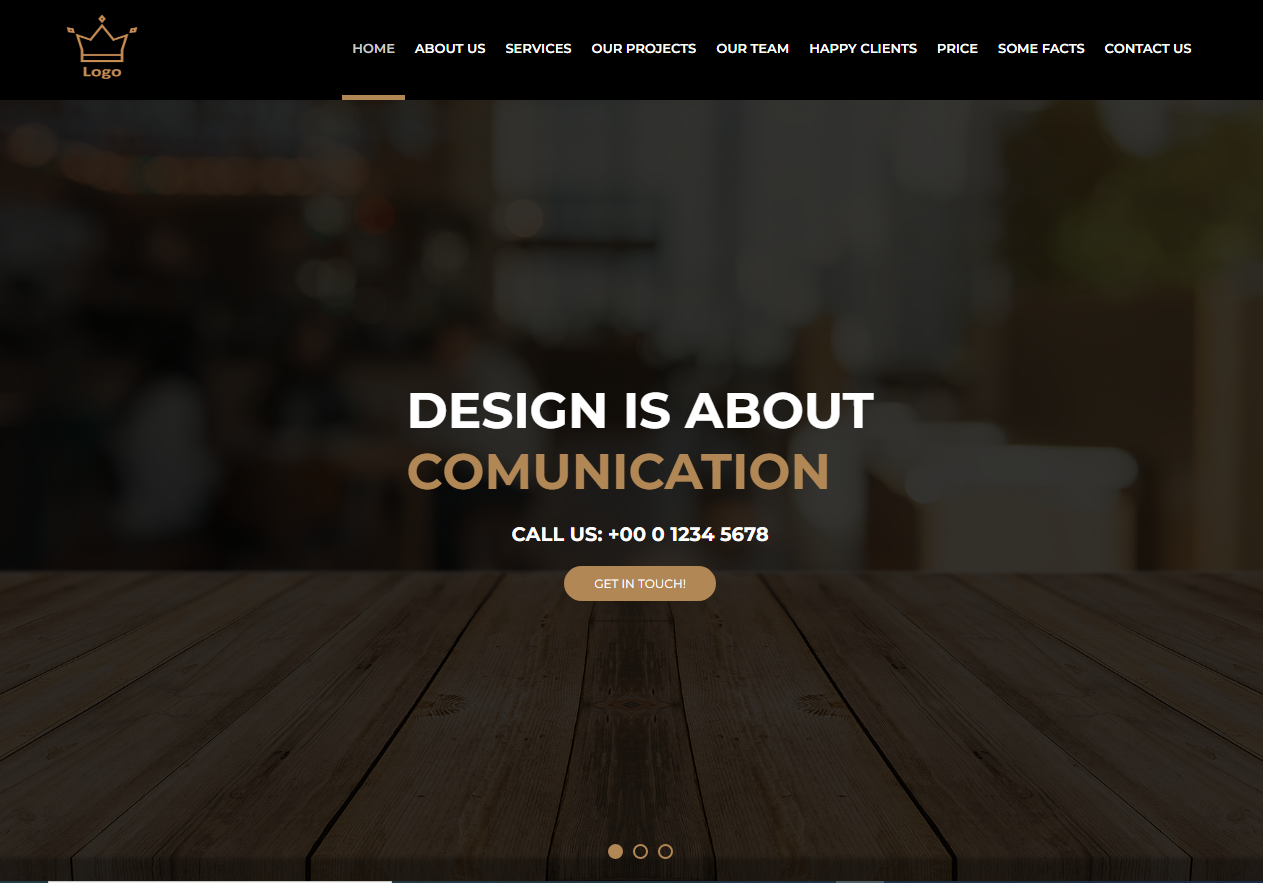 Logo
HOME ABOUT US SERVICES OUR PROJECTS OUR TEAM HAPPY CLIENTS PRICE SOME FACTS CONTACT US
DESIGN IS ABOUT
COMUNICATION
CALL US: +00 0 1234 5678
GET IN TOUCH!